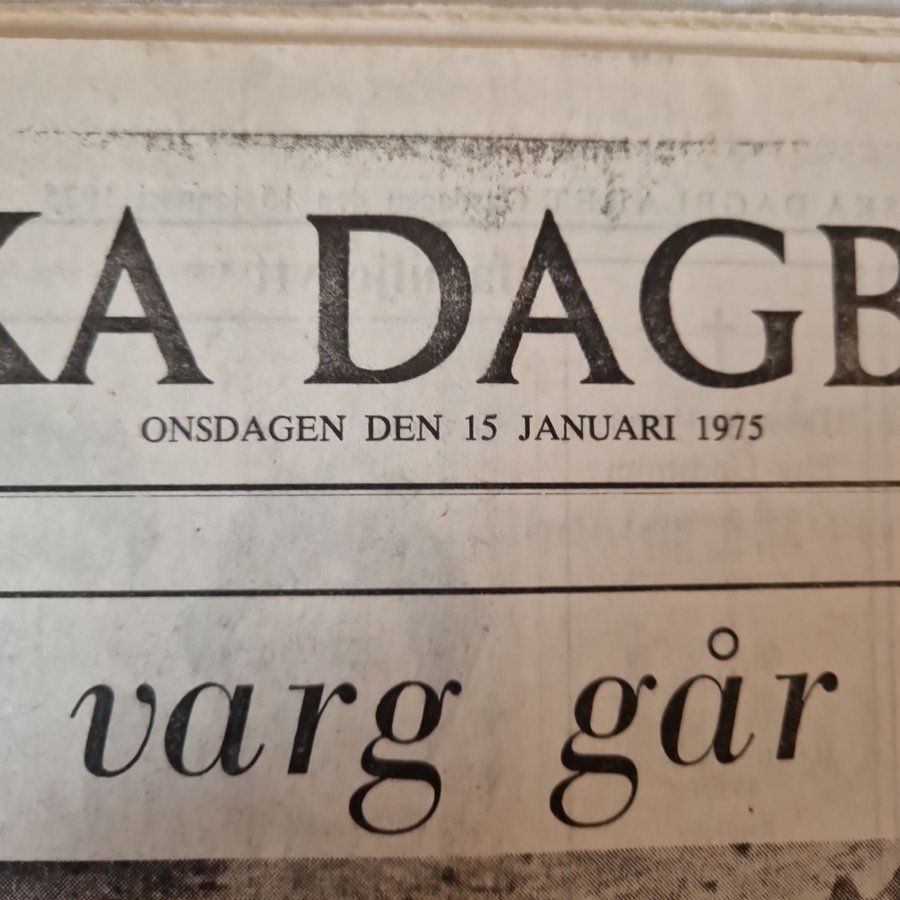 KA DAGB
ONSDAGEN DEN 15 JANUARI 1975
varg går